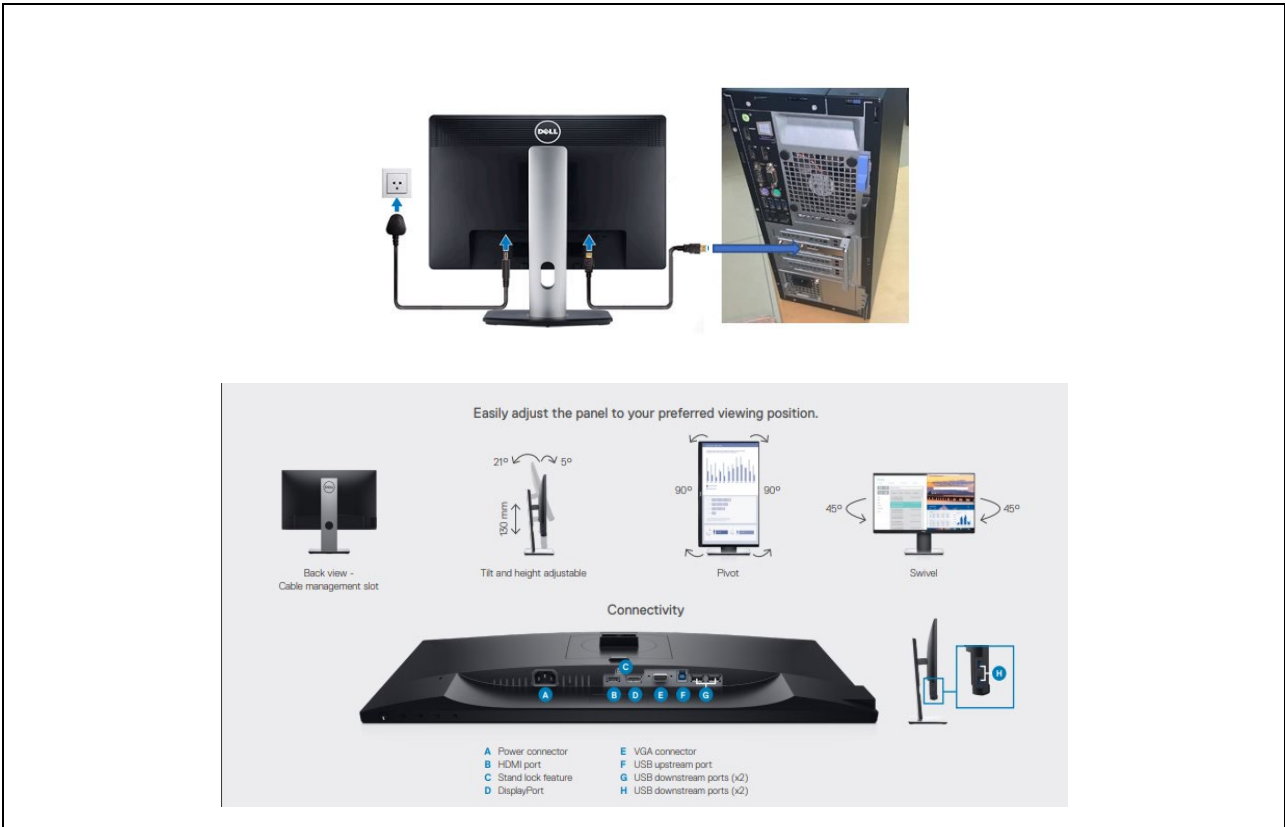 DELL
Easily adjust the panel to your preferred viewing position.
21° 5°
130 mm
90° 90°
45° 45°
DELL
Back view -
Cable management slot
Tilt and height adjustable
Pivot
Swivel
Connectivity
C
A B D E F G
H
A Power connector
B HDMI port
C Stand lock feature
D DisplayPort
E VGA connector
F USB upstream port
G USB downstream ports (x2)
H USB downstream ports (x2)